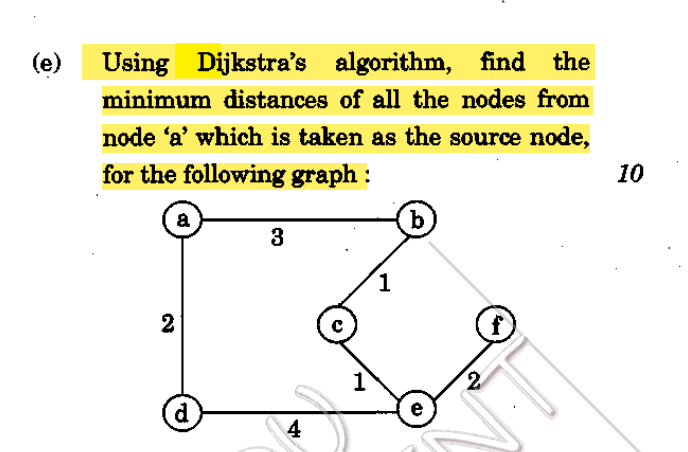 (e) Using Dijkstra's algorithm, find the
minimum distances of all the nodes from
node 'a' which is taken as the source node,
for the following graph : 10
a b
3
1
2 c f
1 2
d e
4